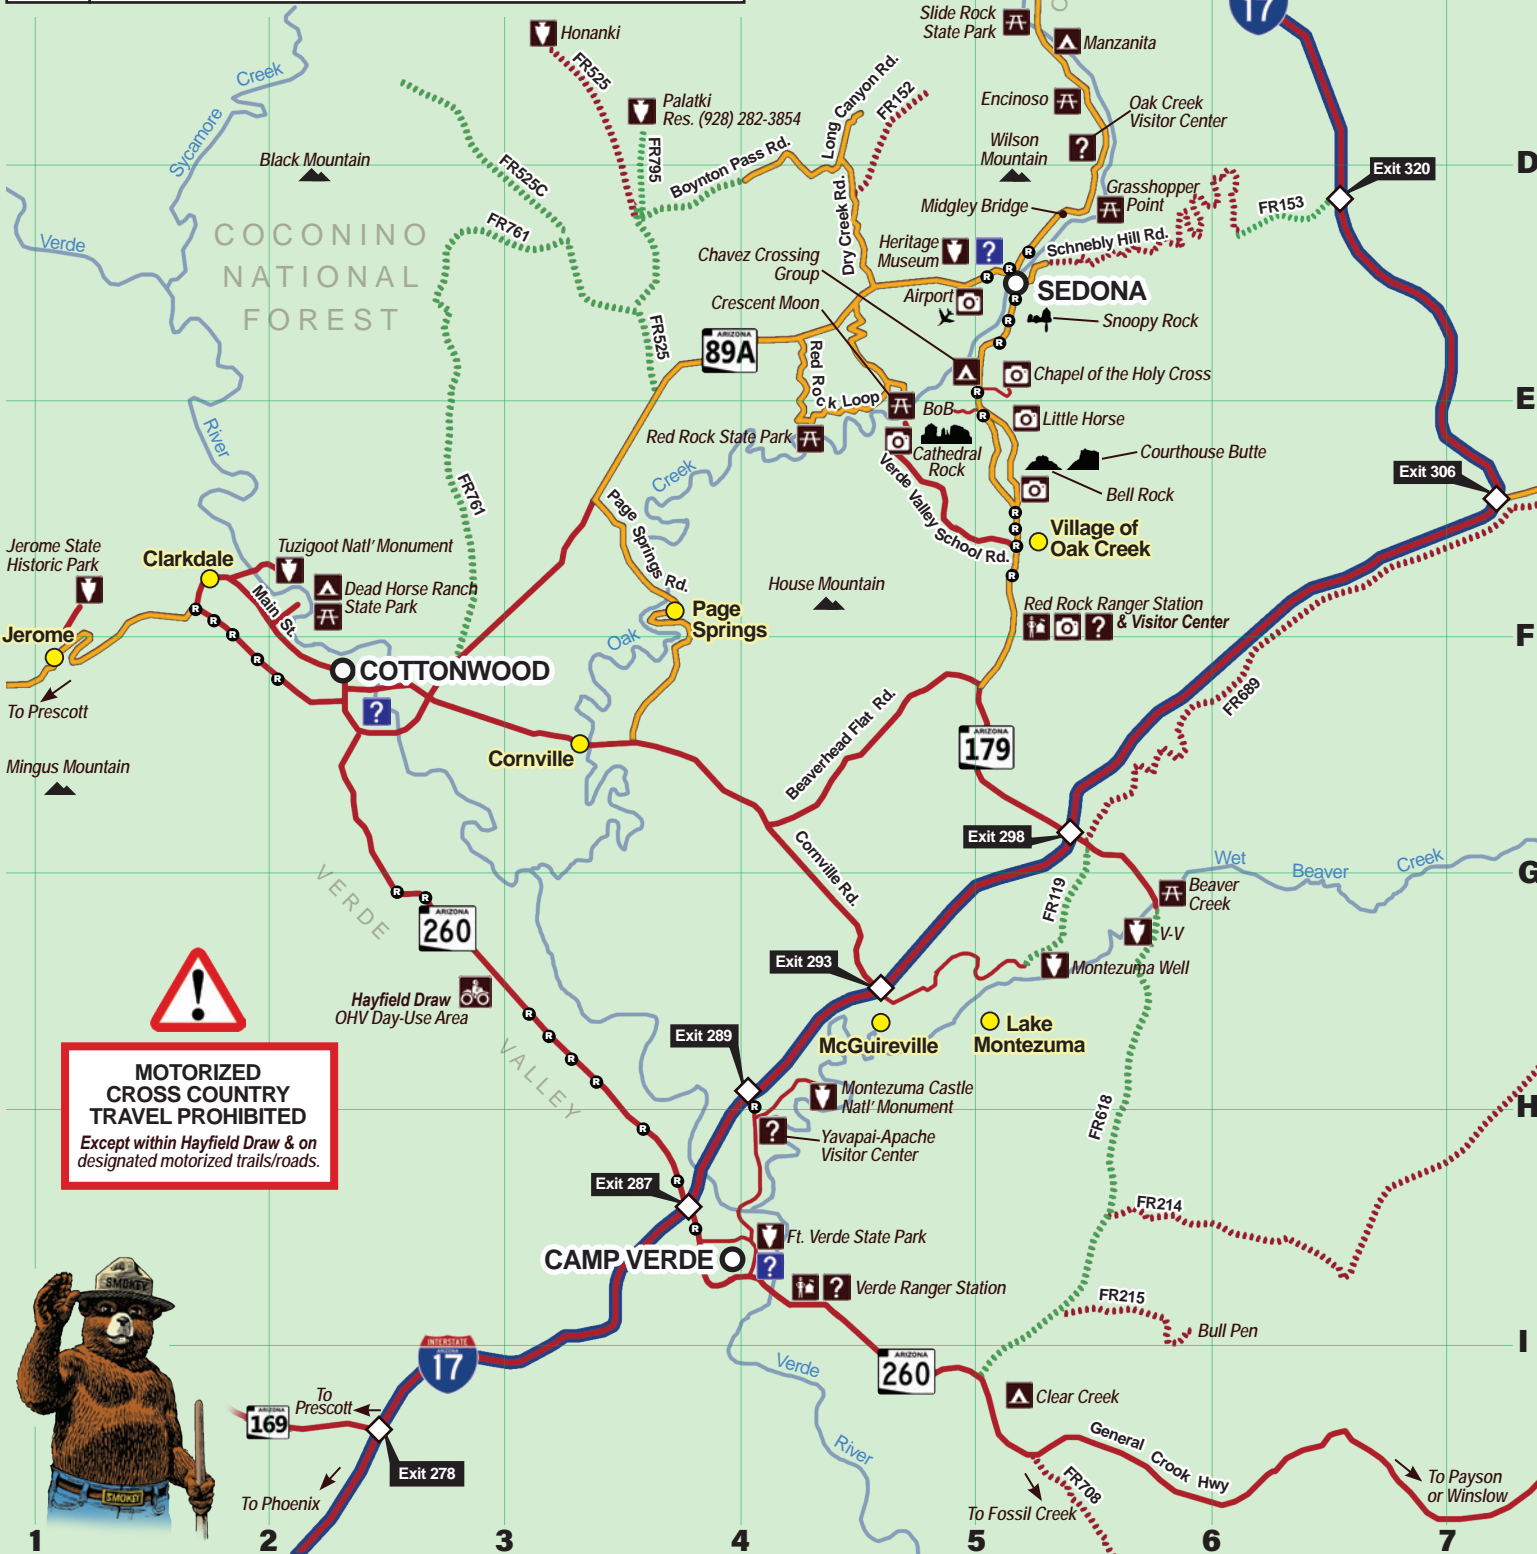 17
Slide Rock
State Park
Manzanita
Honanki
FR525
Palatki
Res. (928) 282-3854
Long Canyon Rd.
FR152
Encinoso
Oak Creek
Visitor Center
Wilson
Mountain
Creek
Sycamore
Black Mountain
FR525C
FR795
Boynton Pass Rd.
Exit 320
D
Grasshopper
Point
Midgley Bridge
FR153
Verde
COCONINO
NATIONAL
FOREST
FR761
Dry Creek Rd.
Heritage
Museum
Schnebly Hill Rd.
Chavez Crossing
Group
Airport
SEDONA
Crescent Moon
Snoopy Rock
FR525
ARIZONA
89A
Red Rock Loop
Chapel of the Holy Cross
E
BoB
Little Horse
Red Rock State Park
Cathedral
Rock
River
Creek
Courthouse Butte
Bell Rock
Exit 306
FR761
Page Springs Rd.
Verde Valley School Rd.
Village of
Oak Creek
Jerome State
Historic Park
Clarkdale
Tuzigoot Natl' Monument
Dead Horse Ranch
State Park
Main St.
House Mountain
Page
Springs
Red Rock Ranger Station
& Visitor Center
F
Jerome
Oak
COTTONWOOD
To Prescott
FR689
Beaverhead Flat Rd.
ARIZONA
179
Cornville
Mingus Mountain
Exit 298
Cornville Rd.
Wet Beaver Creek
G
VERDE
FR119
Beaver
Creek
V-V
ARIZONA
260
Exit 293
Montezuma Well
Hayfield Draw
OHV Day-Use Area
Exit 289
McGuireville
Lake
Montezuma
VALLEY
MOTORIZED
CROSS COUNTRY
TRAVEL PROHIBITED
Except within Hayfield Draw & on
designated motorized trails/roads.
Montezuma Castle
Natl' Monument
H
FR618
Yavapai-Apache
Visitor Center
Exit 287
FR214
Ft. Verde State Park
CAMP VERDE
SMOKEY
Verde Ranger Station
FR215
Bull Pen
INTERSTATE
ARIZONA
17
I
Verde
ARIZONA
260
To
Prescott
ARIZONA
169
Clear Creek
River
General Crook Hwy
Exit 278
FR708
To Payson
or Winslow
SMOKEY
To Phoenix
To Fossil Creek
1 2 3 4 5 6 7